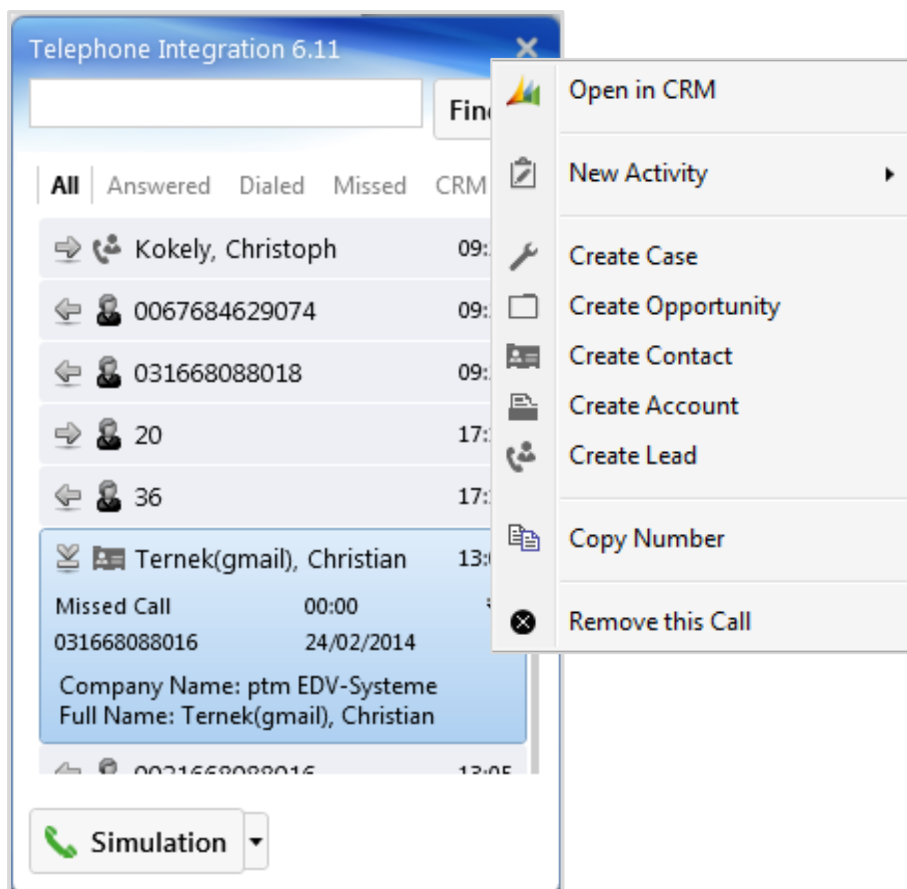 Telephone Integration 6.11
All Answered Dialed Missed CRM
Kokely, Christoph
0067684629074
031668088018
20
36
Ternek(gmail), Christian
Missed Call 00:00
031668088016 24/02/2014
Company Name: ptm EDV-Systeme
Full Name: Ternek(gmail), Christian
Simulation
Open in CRM
New Activity
Create Case
Create Opportunity
Create Contact
Create Account
Create Lead
Copy Number
Remove this Call